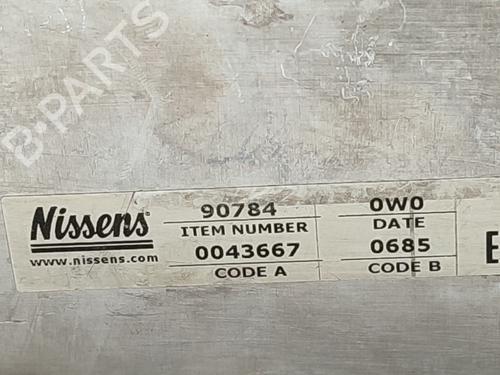 B-PARTS
Nissens
www.nissens.com
90784
ITEM NUMBER
0043667
CODE A
0W0
DATE
0685
CODE B
E